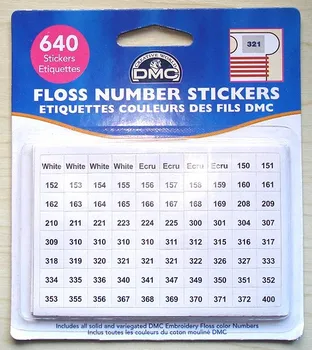 640
Stickers
Etiquettes
321
CREATIVE WORLD
DMC
FLOSS NUMBER STICKERS
ETIQUETTES COULEURS DES FILS DMC
White White White White Ecru Ecru Ecru Ecru 150 151
152 153 154 155 156 157 158 159 160 161
162 163 164 165 166 167 168 169 208 209
210 211 221 223 224 225 300 301 307
309 310 310 310 310 311 312 315 316 317
318 319 320 321 322 326 327 333
334 335 336 340 341 347 349 350 351 352
353 355 356 367 368 369 370 371 372 400
Includes all solid and variegated DMC Embroidery Floss color Numbers
Inclus toutes les couleurs du coton mouliné DMC